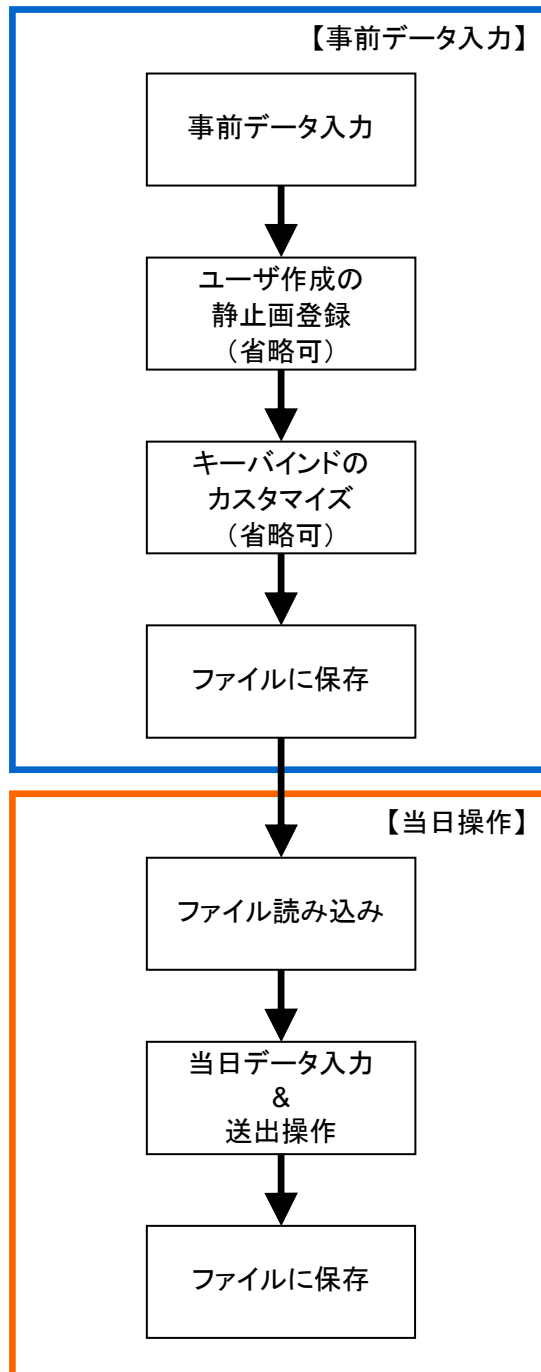 【事前データ入力】
事前データ入力
ユーザ作成の
静止画登録
（省略可）
キーバインドの
カスタマイズ
（省略可）
ファイルに保存
【当日操作】
ファイル読み込み
当日データ入力
&
送出操作
ファイルに保存